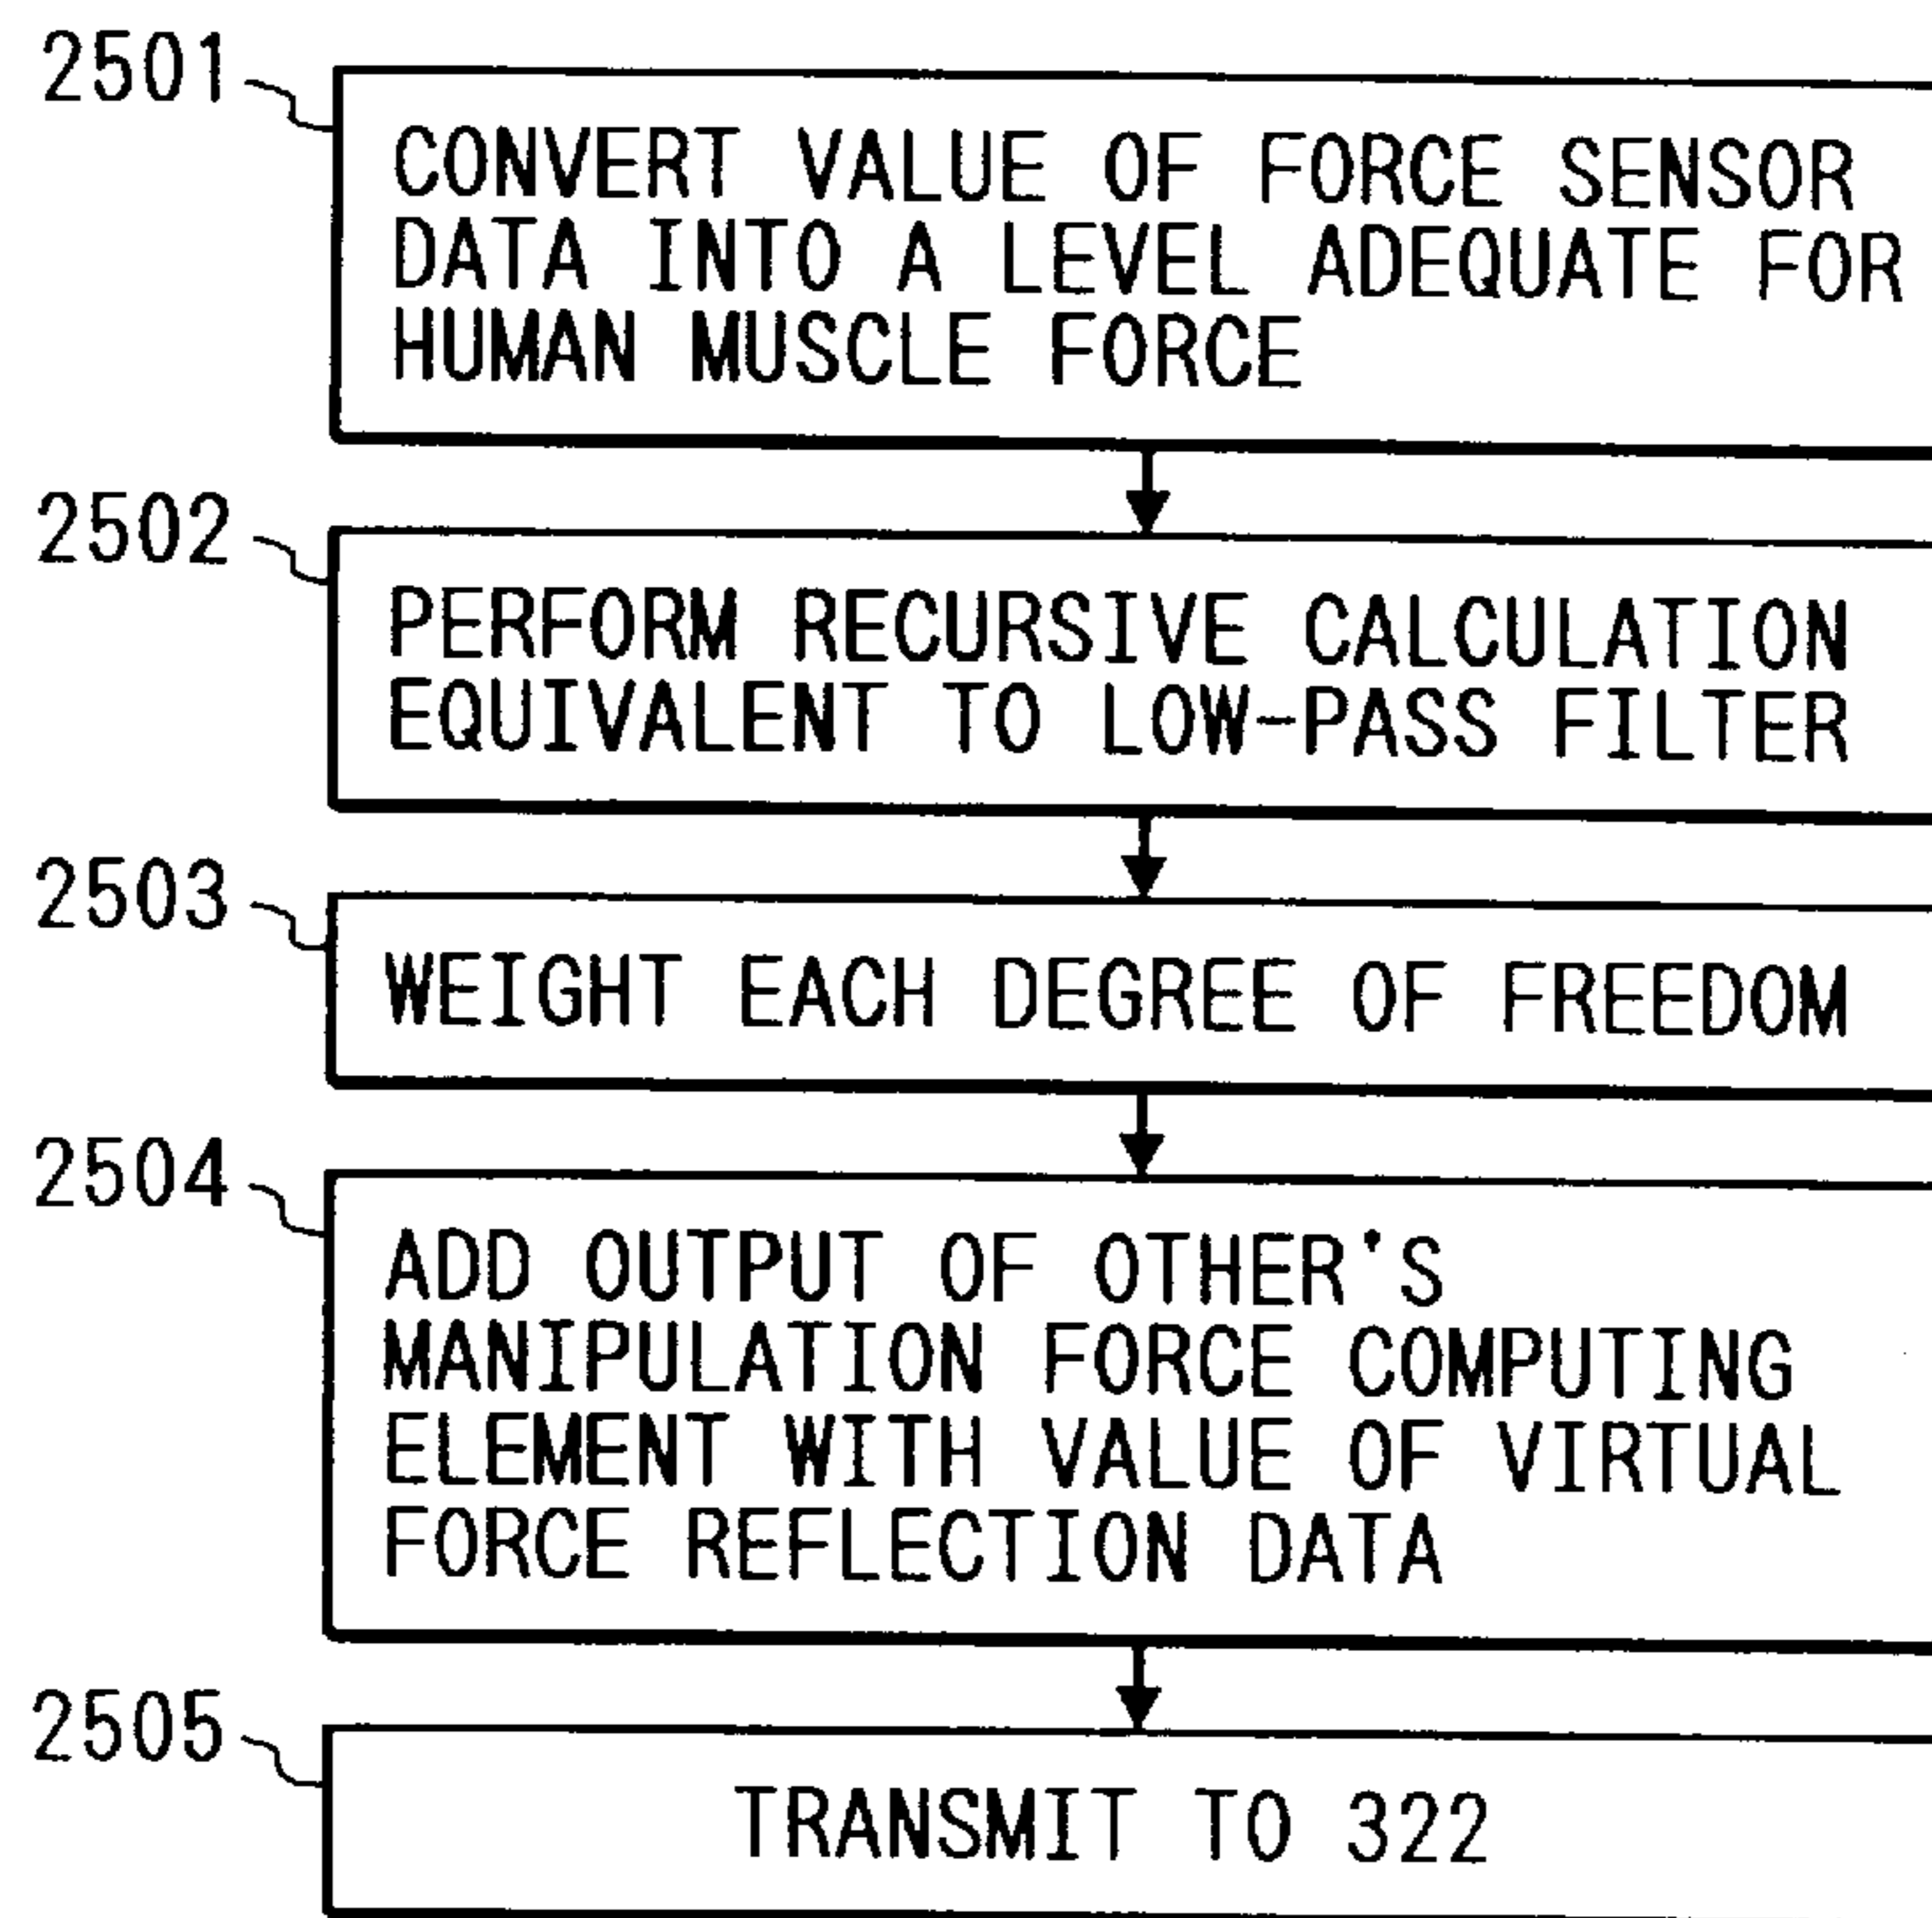 2501
CONVERT VALUE OF FORCE SENSOR
DATA INTO A LEVEL ADEQUATE FOR
HUMAN MUSCLE FORCE
2502
PERFORM RECURSIVE CALCULATION
EQUIVALENT TO LOW-PASS FILTER
2503
WEIGHT EACH DEGREE OF FREEDOM
2504
ADD OUTPUT OF OTHER'S
MANIPULATION FORCE COMPUTING
ELEMENT WITH VALUE OF VIRTUAL
FORCE REFLECTION DATA
2505
TRANSMIT TO 322